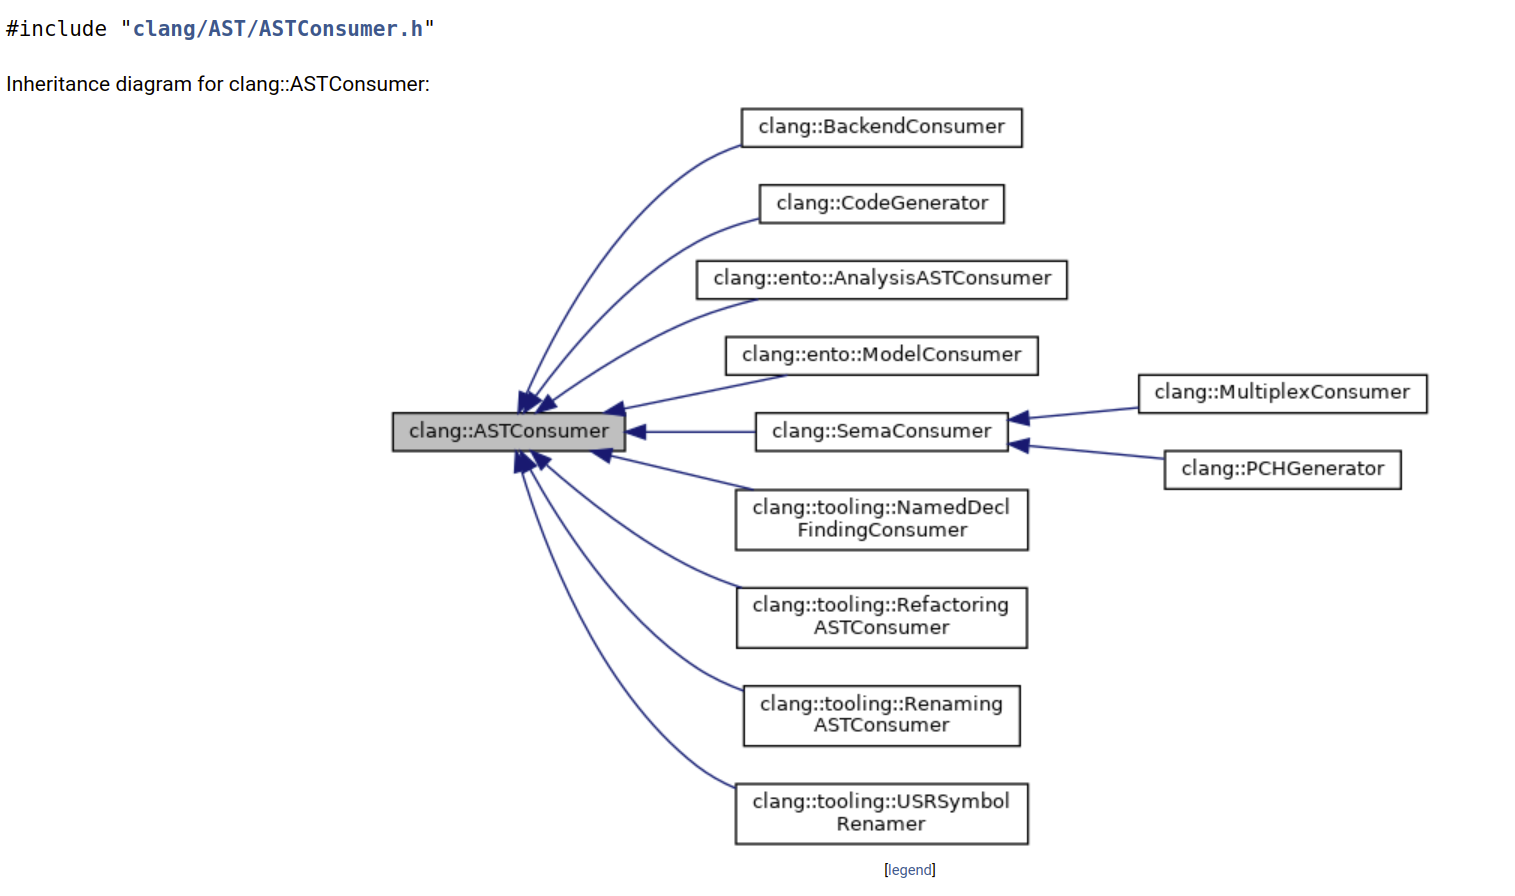 #include "clang/AST/ASTConsumer.h"
Inheritance diagram for clang::ASTConsumer:
clang::BackendConsumer
clang::CodeGenerator
clang::ento::AnalysisASTConsumer
clang::ento::ModelConsumer
clang::MultiplexConsumer
clang::ASTConsumer
clang::SemaConsumer
clang::PCHGenerator
clang::tooling::NamedDecl
FindingConsumer
clang::tooling::Refactoring
ASTConsumer
clang::tooling::Renaming
ASTConsumer
clang::tooling::USRSymbol
Renamer
[legend]